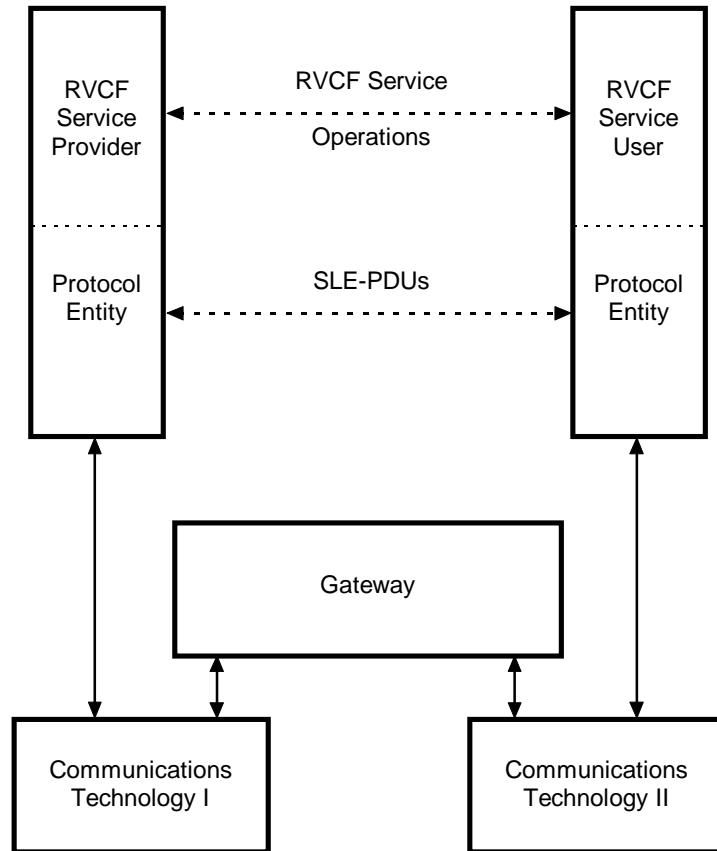 RVCF
Service
Provider
RVCF Service
Operations
RVCF
Service
User
Protocol
Entity
SLE-PDUs
Protocol
Entity
Gateway
Communications
Technology I
Communications
Technology II